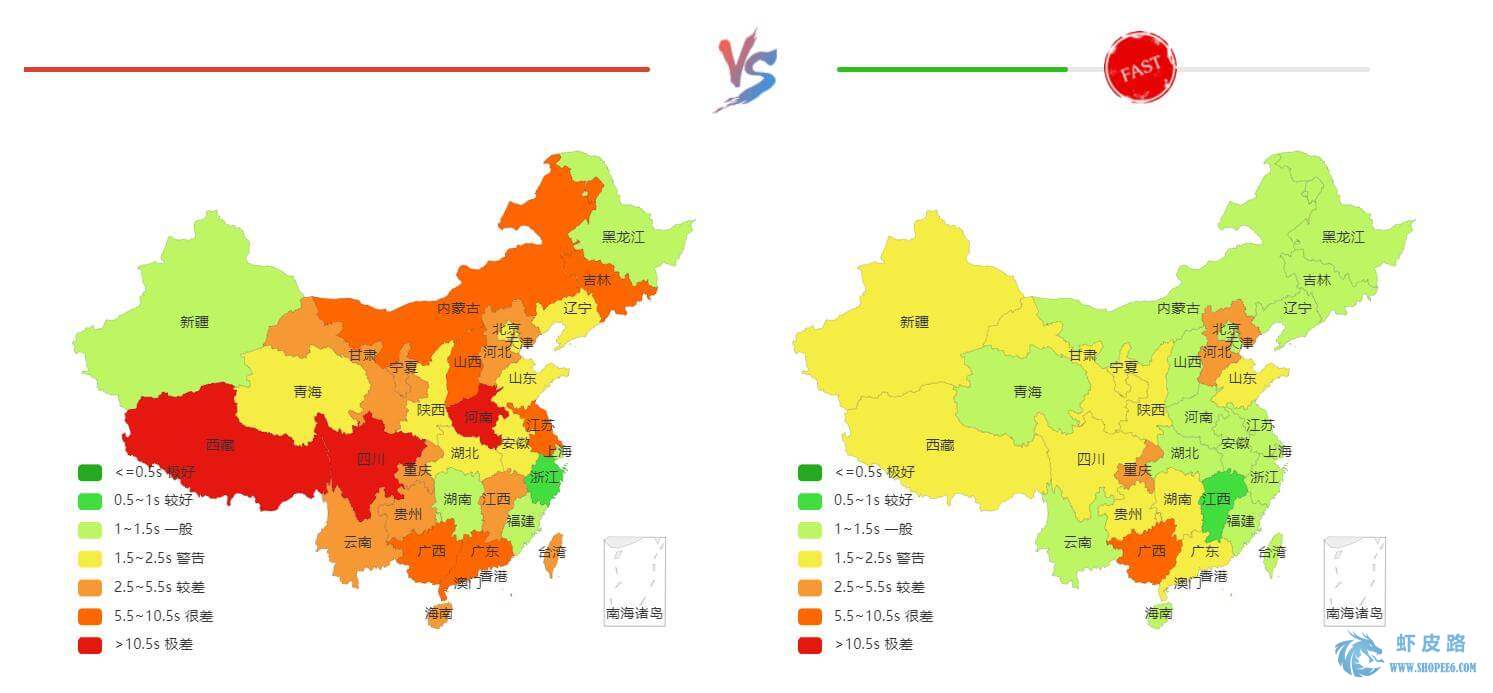 VS
FAST
黑龙江
吉林
辽宁
内蒙古
新疆
北京
天津
河北
甘肃
宁夏
山西
山东
青海
陕西
河南
江苏
西藏
安徽
上海
四川
湖北
重庆
浙江
湖南
江西
贵州
福建
云南
广西
广东
台湾
香港
澳门
海南
南海诸岛
<=0.5s 极好
0.5~1s 较好
1~1.5s 一般
1.5~2.5s 警告
2.5~5.5s 较差
5.5~10.5s 很差
>10.5s 极差
黑龙江
吉林
辽宁
内蒙古
新疆
北京
天津
河北
甘肃
宁夏
山西
山东
青海
陕西
河南
江苏
西藏
安徽
上海
四川
湖北
重庆
浙江
湖南
江西
贵州
福建
云南
广西
广东
台湾
香港
澳门
海南
南海诸岛
<=0.5s 极好
0.5~1s 较好
1~1.5s 一般
1.5~2.5s 警告
2.5~5.5s 较差
5.5~10.5s 很差
>10.5s 极差
虾皮路
WWW.SHOPEE6.COM